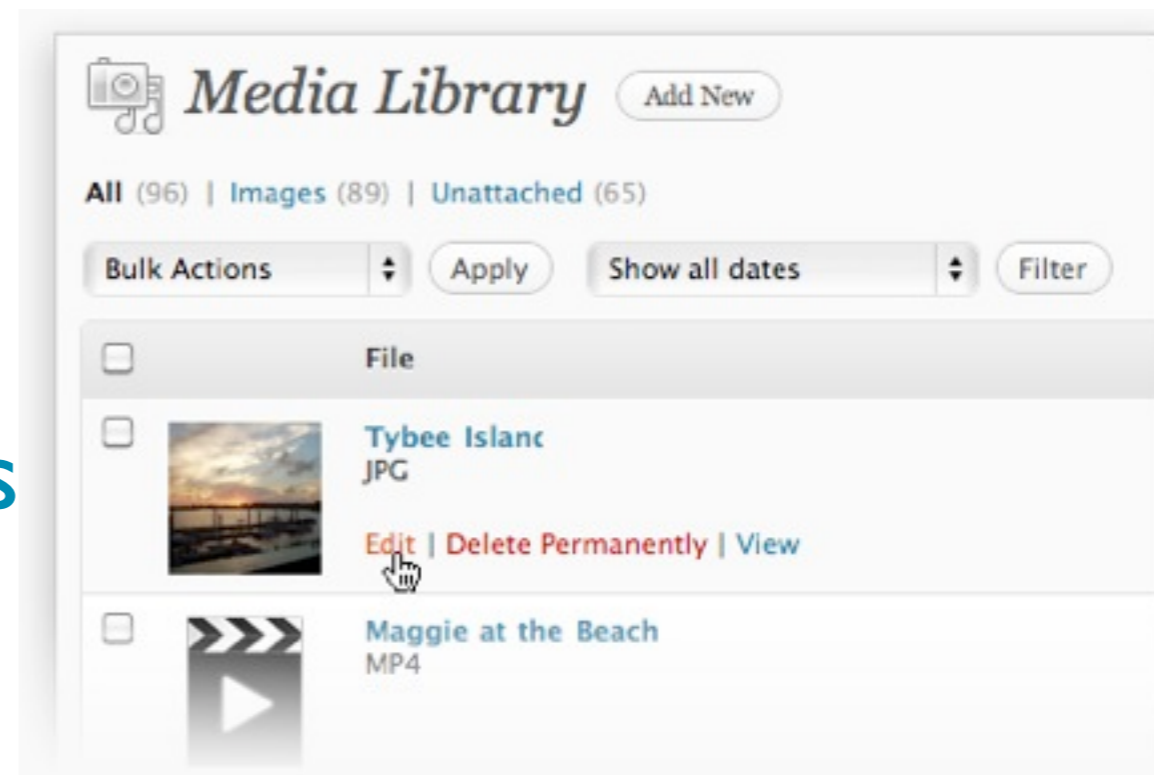 Media Library Add New
All (96) | Images (89) | Unattached (65)
Bulk Actions Apply Show all dates Filter
File
Tybee Islan
JPG
Edit | Delete Permanently | View
Maggie at the Beach
MP4
s